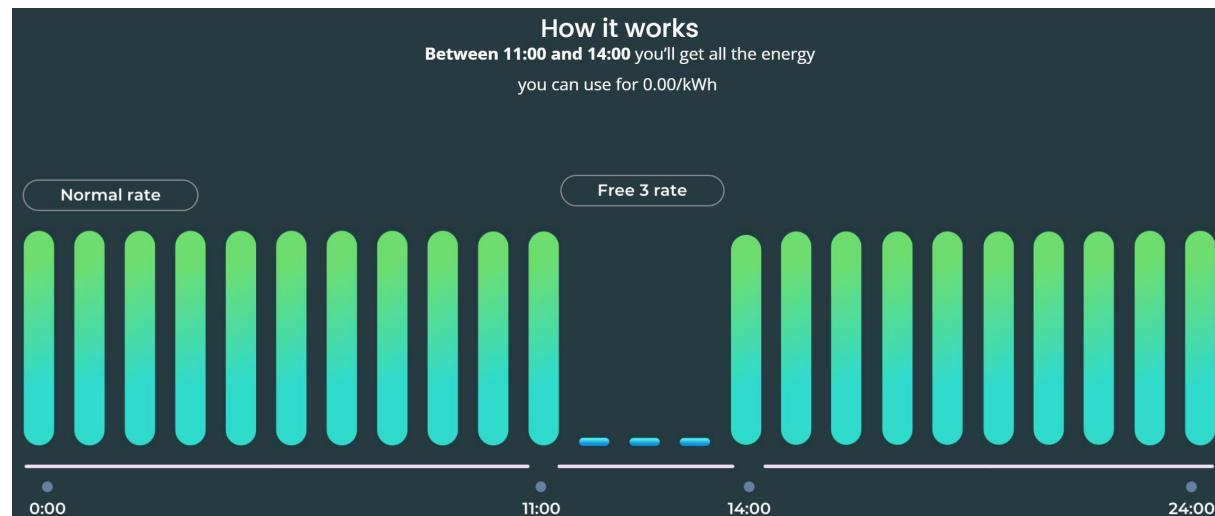 How it works
Between 11:00 and 14:00 you'll get all the energy
you can use for 0.00/kWh
Normal rate
Free 3 rate
0:00
11:00
14:00
24:00